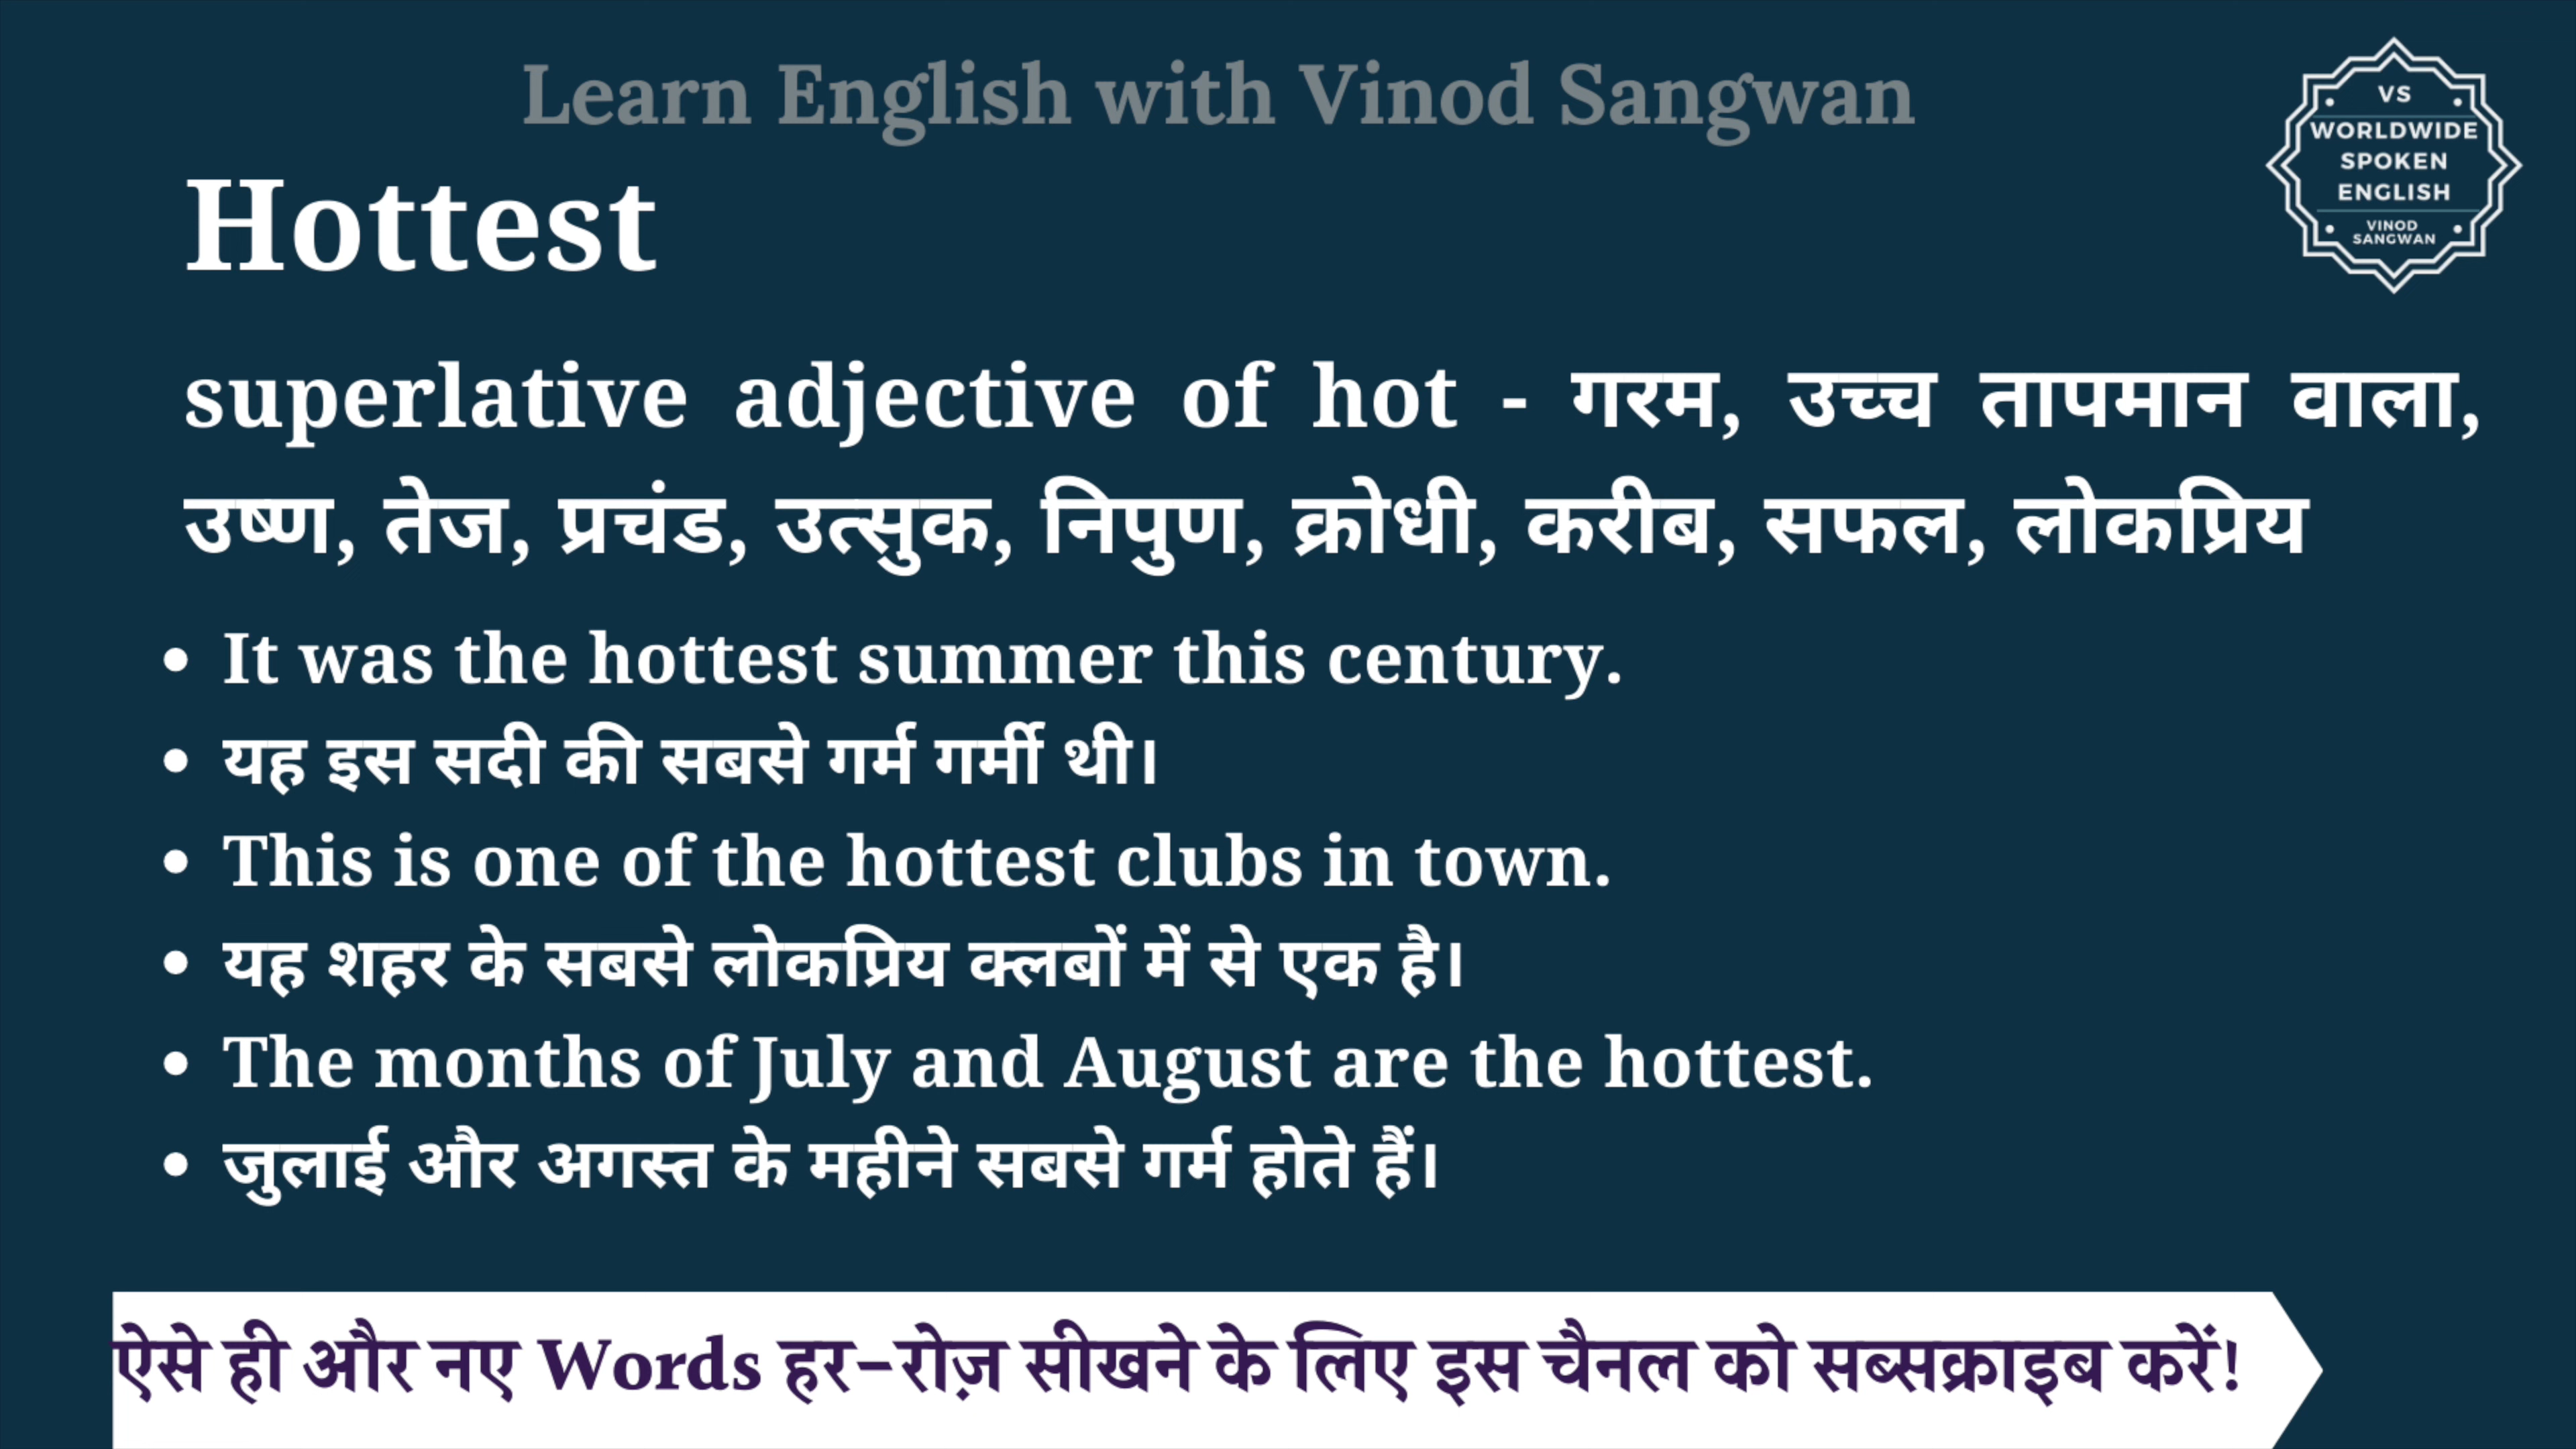 Learn English with Vinod Sangwan
VS
WORLDWIDE
SPOKEN
ENGLISH
VINOD
SANGWAN
Hottest
superlative adjective of hot - गरम, उच्च तापमान वाला,
उष्ण, तेज, प्रचंड, उत्सुक, निपुण, क्रोधी, करीब, सफल, लोकप्रिय
• It was the hottest summer this century.
• यह इस सदी की सबसे गर्म गर्मी थी।
• This is one of the hottest clubs in town.
• यह शहर के सबसे लोकप्रिय क्लबों में से एक है।
• The months of July and August are the hottest.
• जुलाई और अगस्त के महीने सबसे गर्म होते हैं।
ऐसे ही और नए Words हर-रोज़ सीखने के लिए इस चैनल को सब्सक्राइब करें!